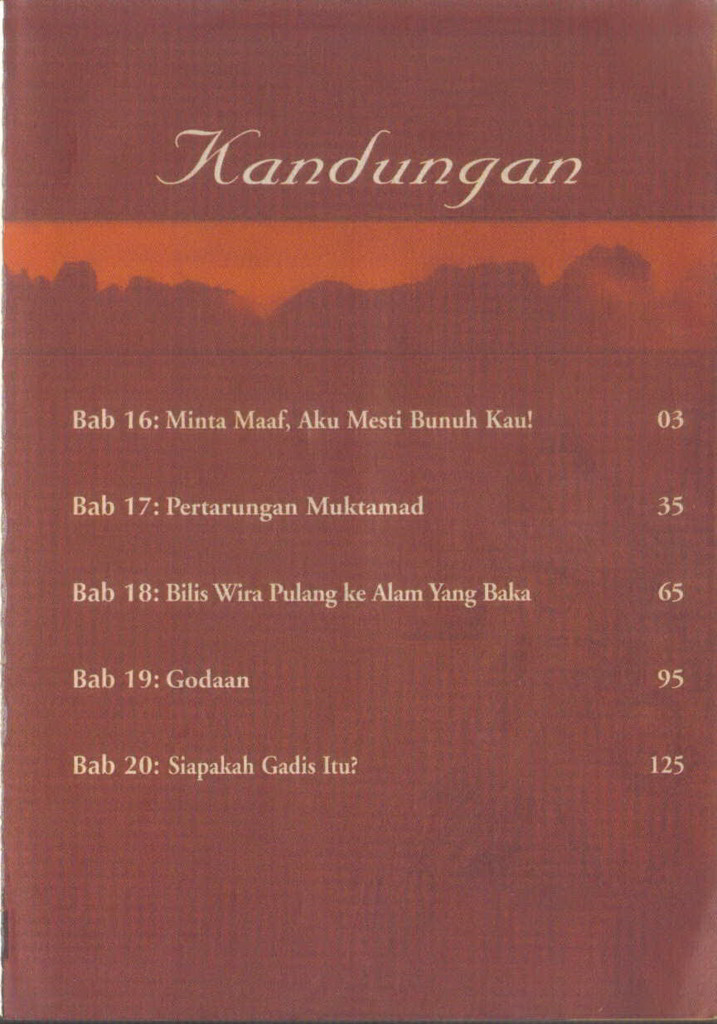 Kandungan
Bab 16: Minta Maaf, Aku Mesti Bunuh Kau! 03
Bab 17: Pertarungan Muktamad 35
Bab 18: Bilis Wira Pulang ke Alam Yang Baka 65
Bab 19: Godaan 95
Bab 20: Siapakah Gadis Itu? 125